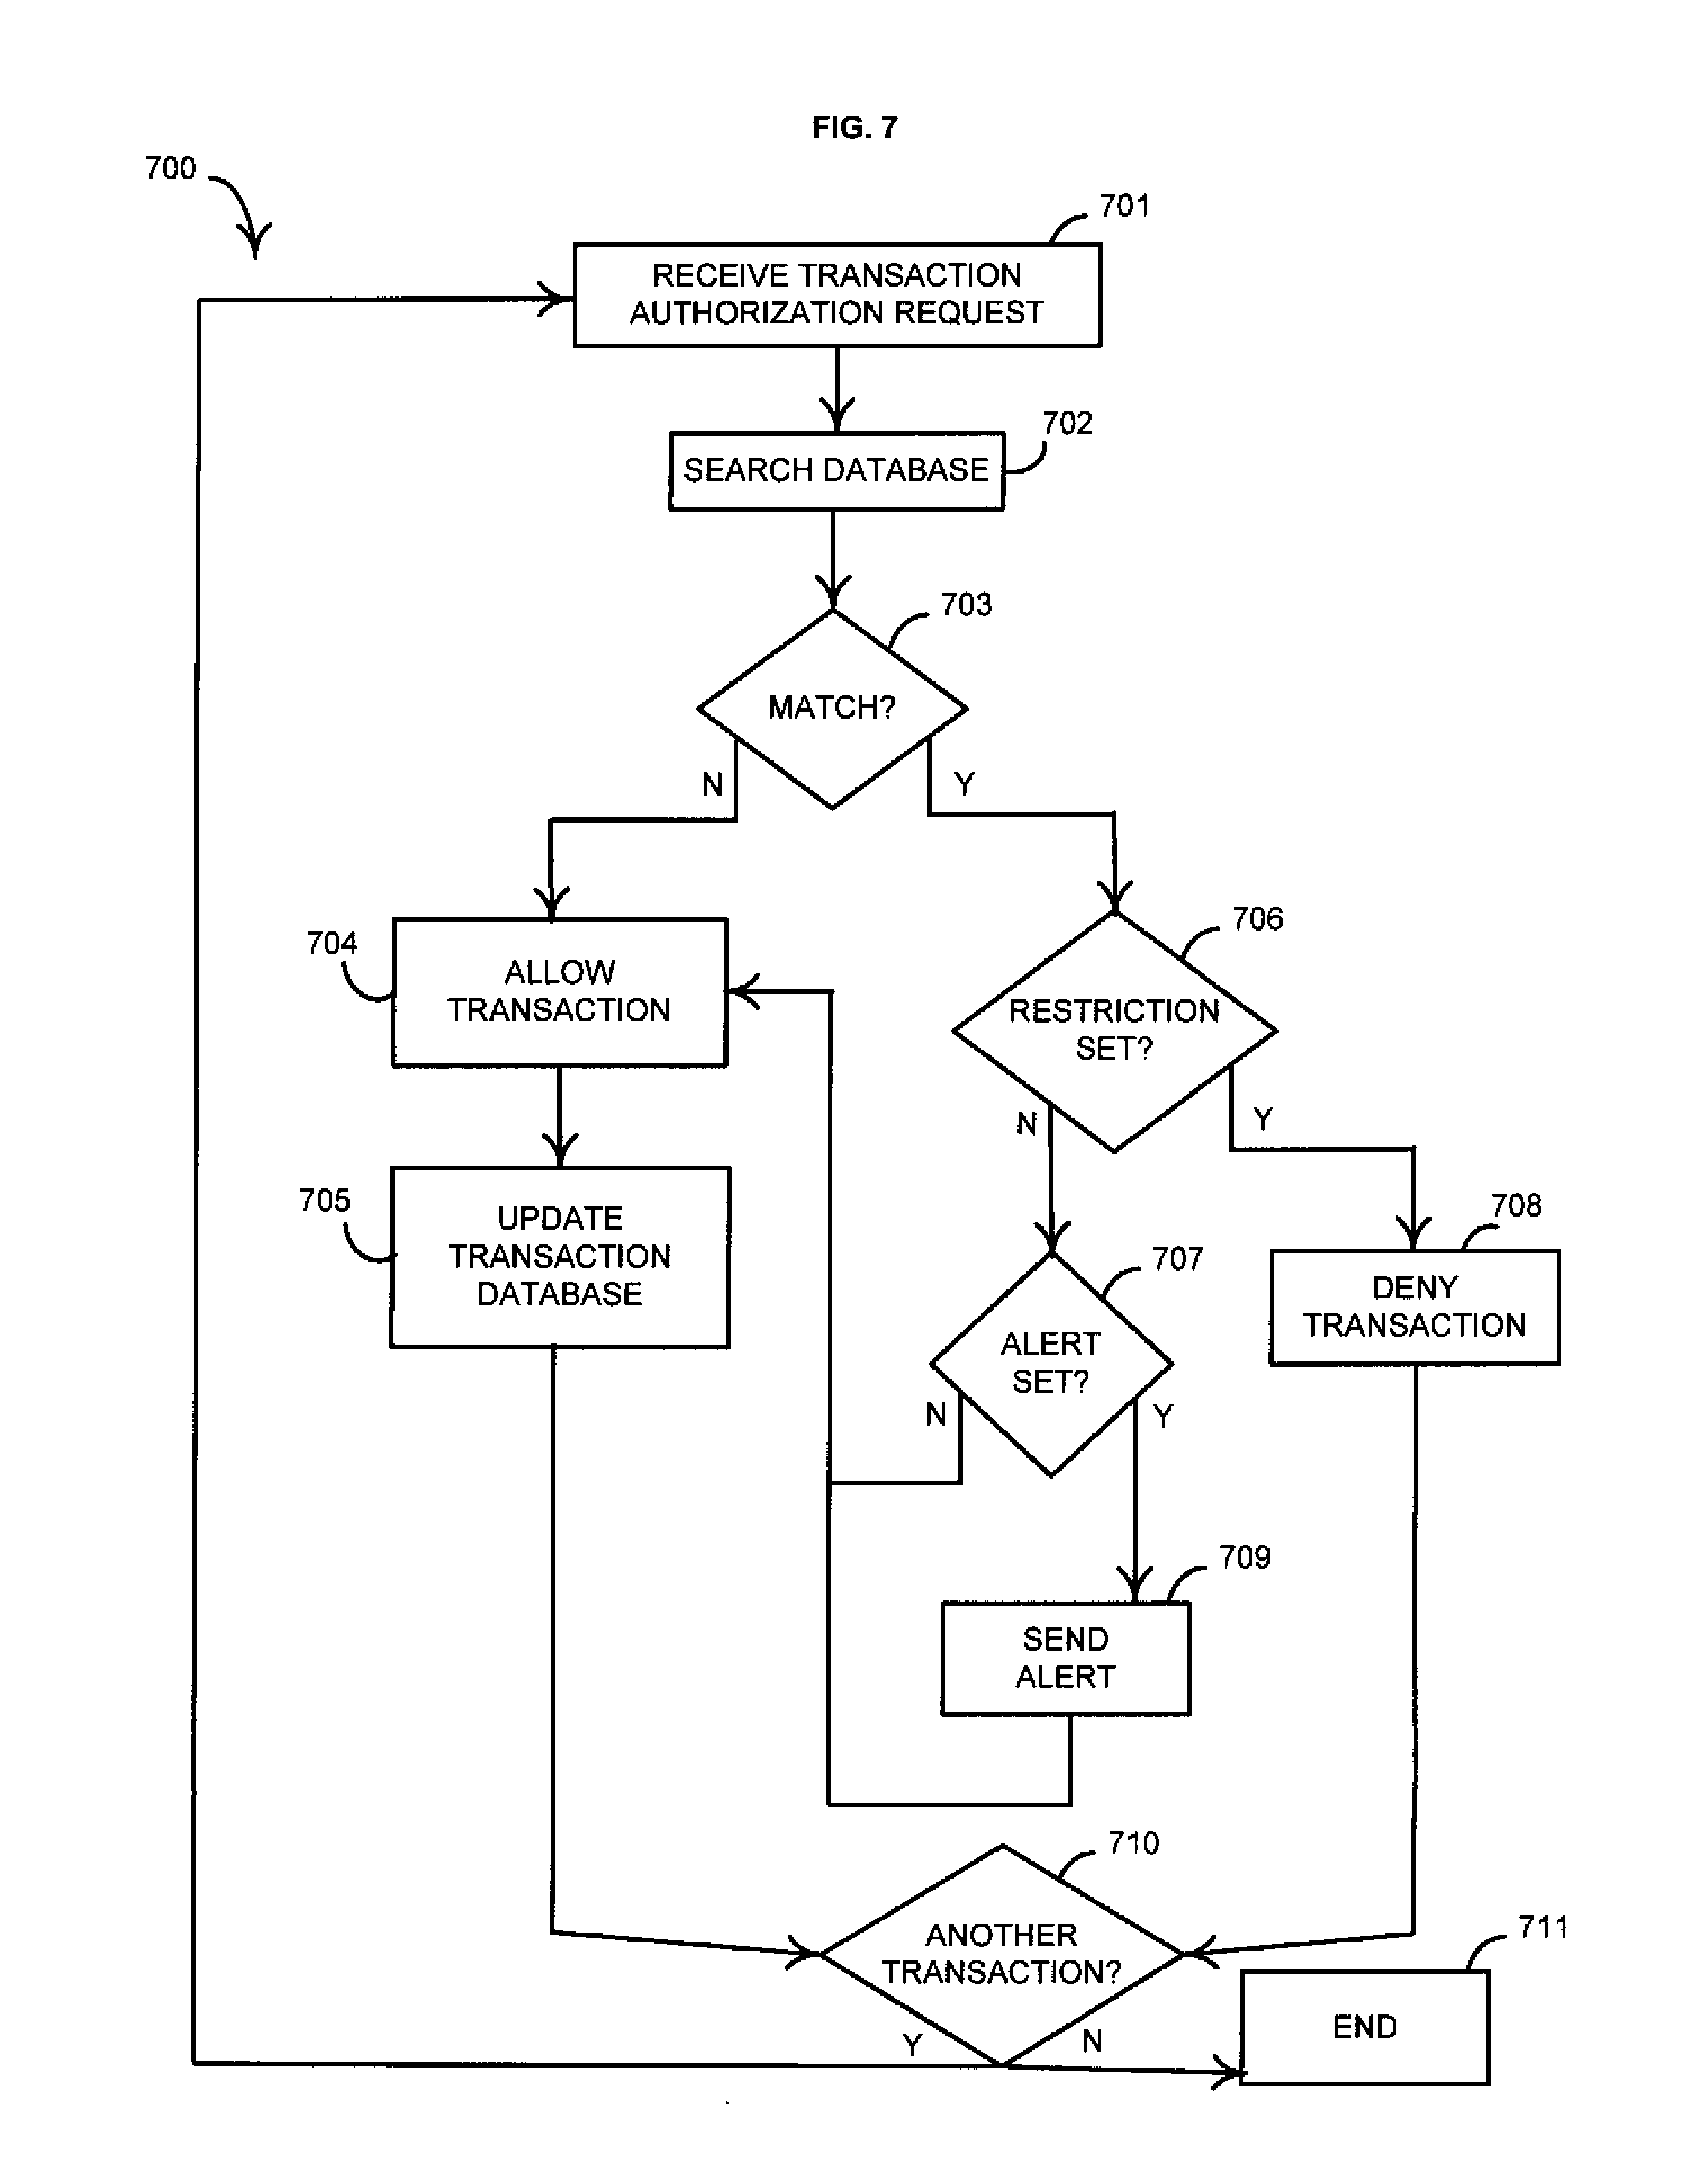 FIG. 7
700
701
RECEIVE TRANSACTION
AUTHORIZATION REQUEST
702
SEARCH DATABASE
703
MATCH?
N
Y
704
ALLOW
TRANSACTION
706
RESTRICTION
SET?
N
Y
705
UPDATE
TRANSACTION
DATABASE
707
ALERT
SET?
708
DENY
TRANSACTION
N
Y
709
SEND
ALERT
710
ANOTHER
TRANSACTION?
711
END
Y
N